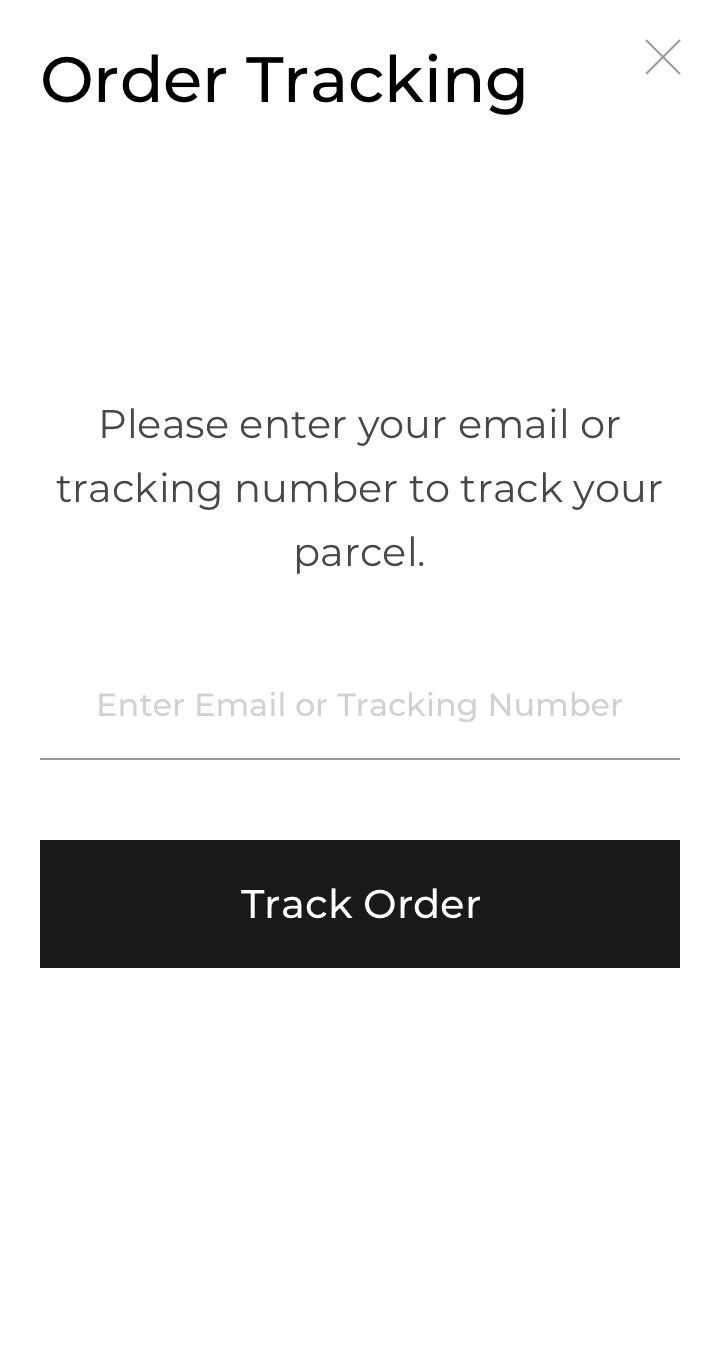 Order Tracking
Please enter your email or
tracking number to track your
parcel.
Enter Email or Tracking Number
Track Order